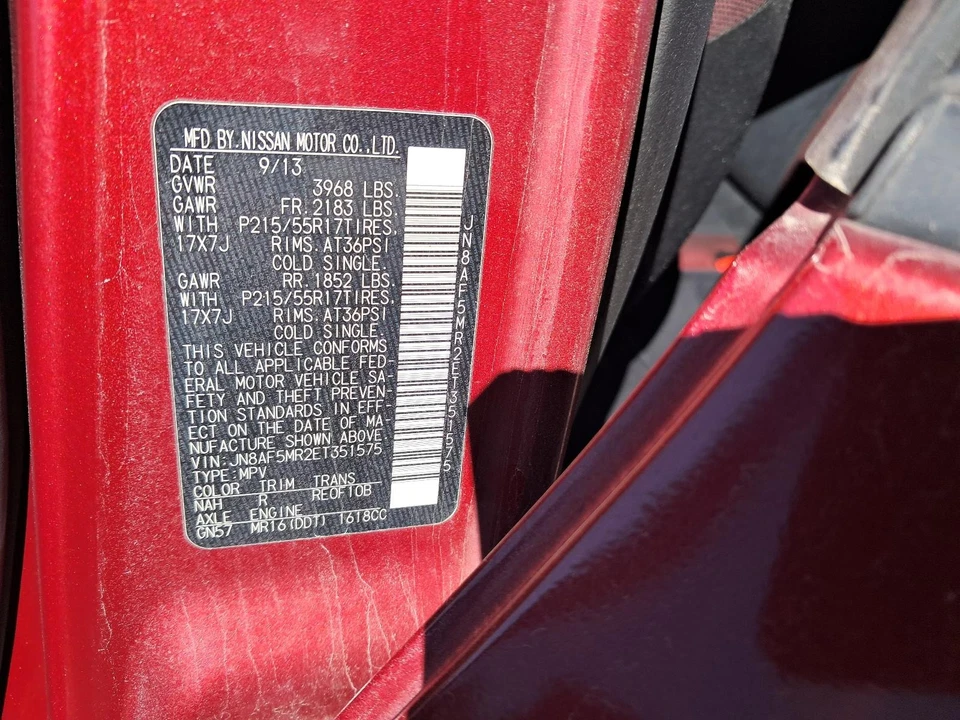 MFD BY.NISSAN MOTOR CO.,LTD.
DATE 9/13
GVWR 3968 LBS.
GAWR FR.2183 LBS.
WITH P215/55R17TIRES,
17X7J RIMS.AT36PSI
COLD SINGLE
GAWR RR.1852 LBS.
WITH P215/55R17TIRES,
17X7J RIMS.AT36PSI
COLD SINGLE.
THIS VEHICLE CONFORMS
TO ALL APPLICABLE FED-
ERAL MOTOR VEHICLE SA-
FETY AND THEFT PREVEN-
TION STANDARDS IN EFF-
ECT ON THE DATE OF MA-
NUFACTURE SHOWN ABOVE.
VIN:JN8AF5MR2ET351575
TYPE:MPV
COLOR TRIM TRANS
NAH R RE0F10B
AXLE ENGINE
GN57 MR16(DDT) 1618CC
JN8AF5MR2ET351575